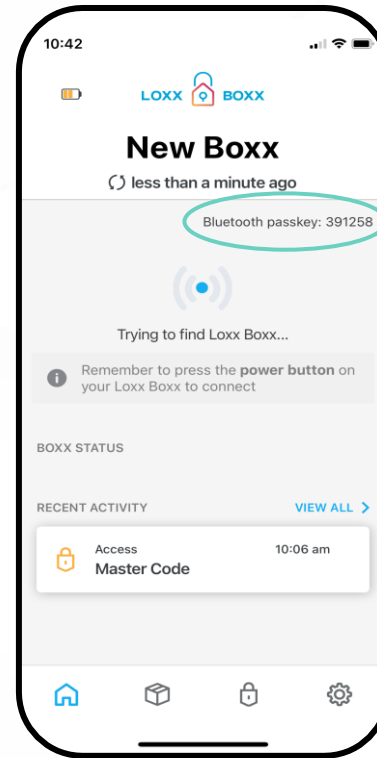 10:42
LOXX BOXX
New Boxx
less than a minute ago
Bluetooth passkey: 391258
Trying to find Loxx Boxx...
Remember to press the power button on
your Loxx Boxx to connect
BOXX STATUS
RECENT ACTIVITY VIEW ALL
Access 10:06 am
Master Code